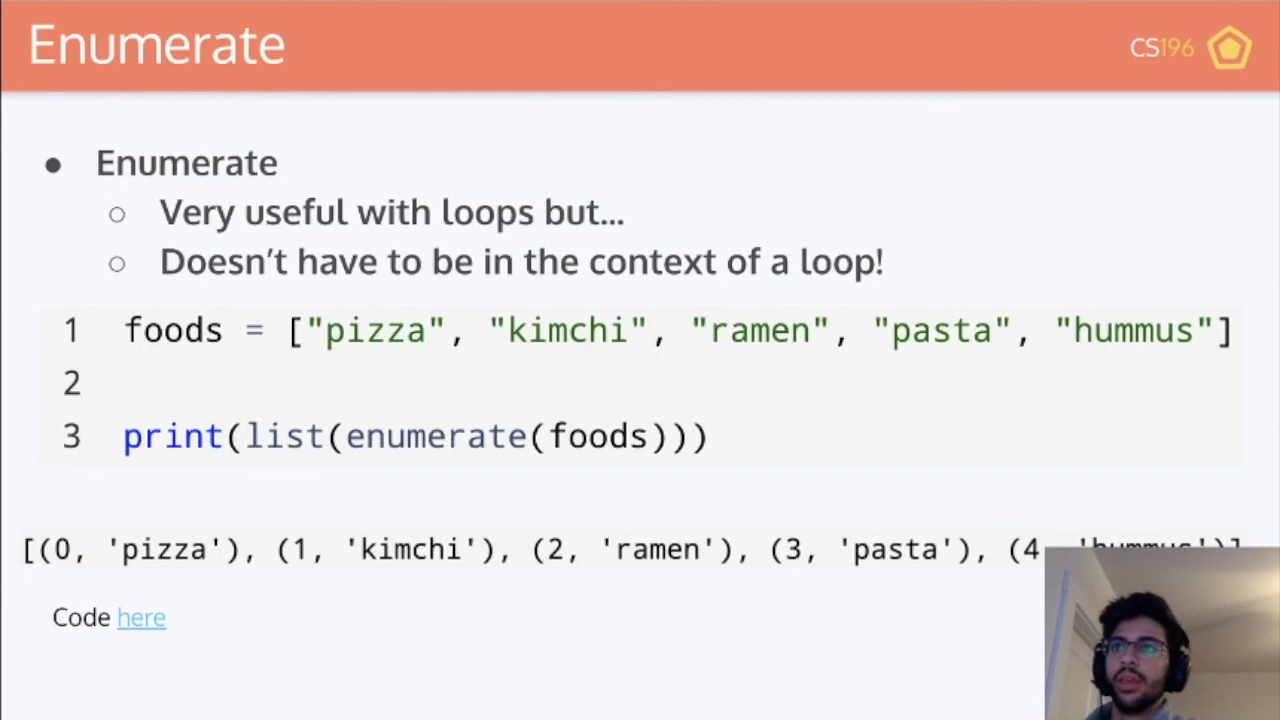 Enumerate
CS196
● Enumerate
○ Very useful with loops but...
○ Doesn't have to be in the context of a loop!
1 foods = ["pizza", "kimchi", "ramen", "pasta", "hummus"]
2
3 print(list(enumerate(foods)))
[(0, 'pizza'), (1, 'kimchi'), (2, 'ramen'), (3, 'pasta'), (4, 'hummus')]
Code here